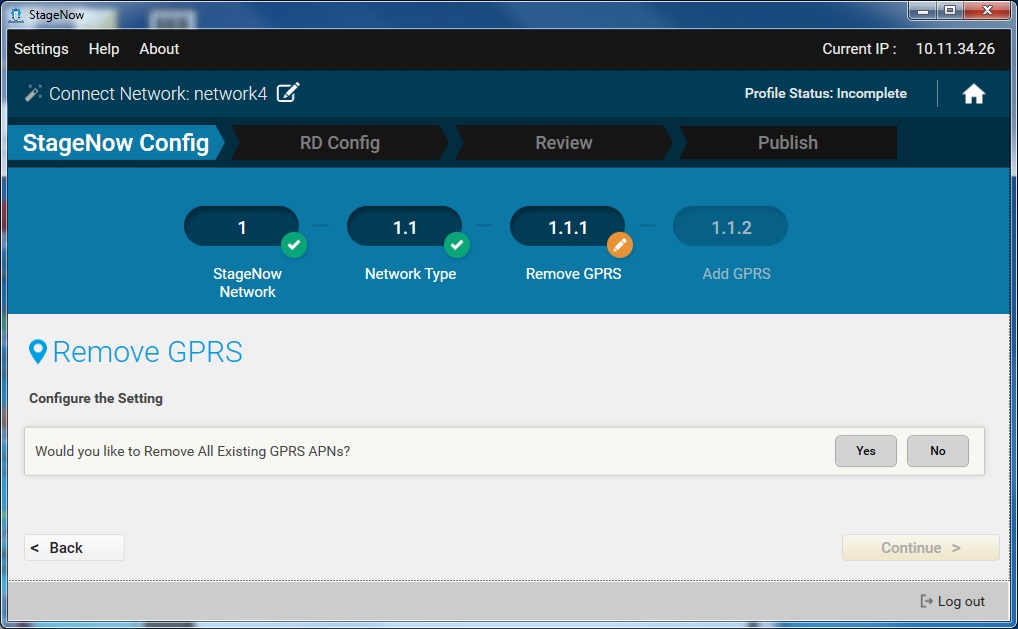 StageNow
Settings Help About Current IP : 10.11.34.26
Connect Network: network4 Profile Status: Incomplete
StageNow Config RD Config Review Publish
1 1.1 1.1.1 1.1.2
StageNow Network Network Type Remove GPRS Add GPRS
Remove GPRS
Configure the Setting
Would you like to Remove All Existing GPRS APNs? Yes No
< Back Continue >
Log out